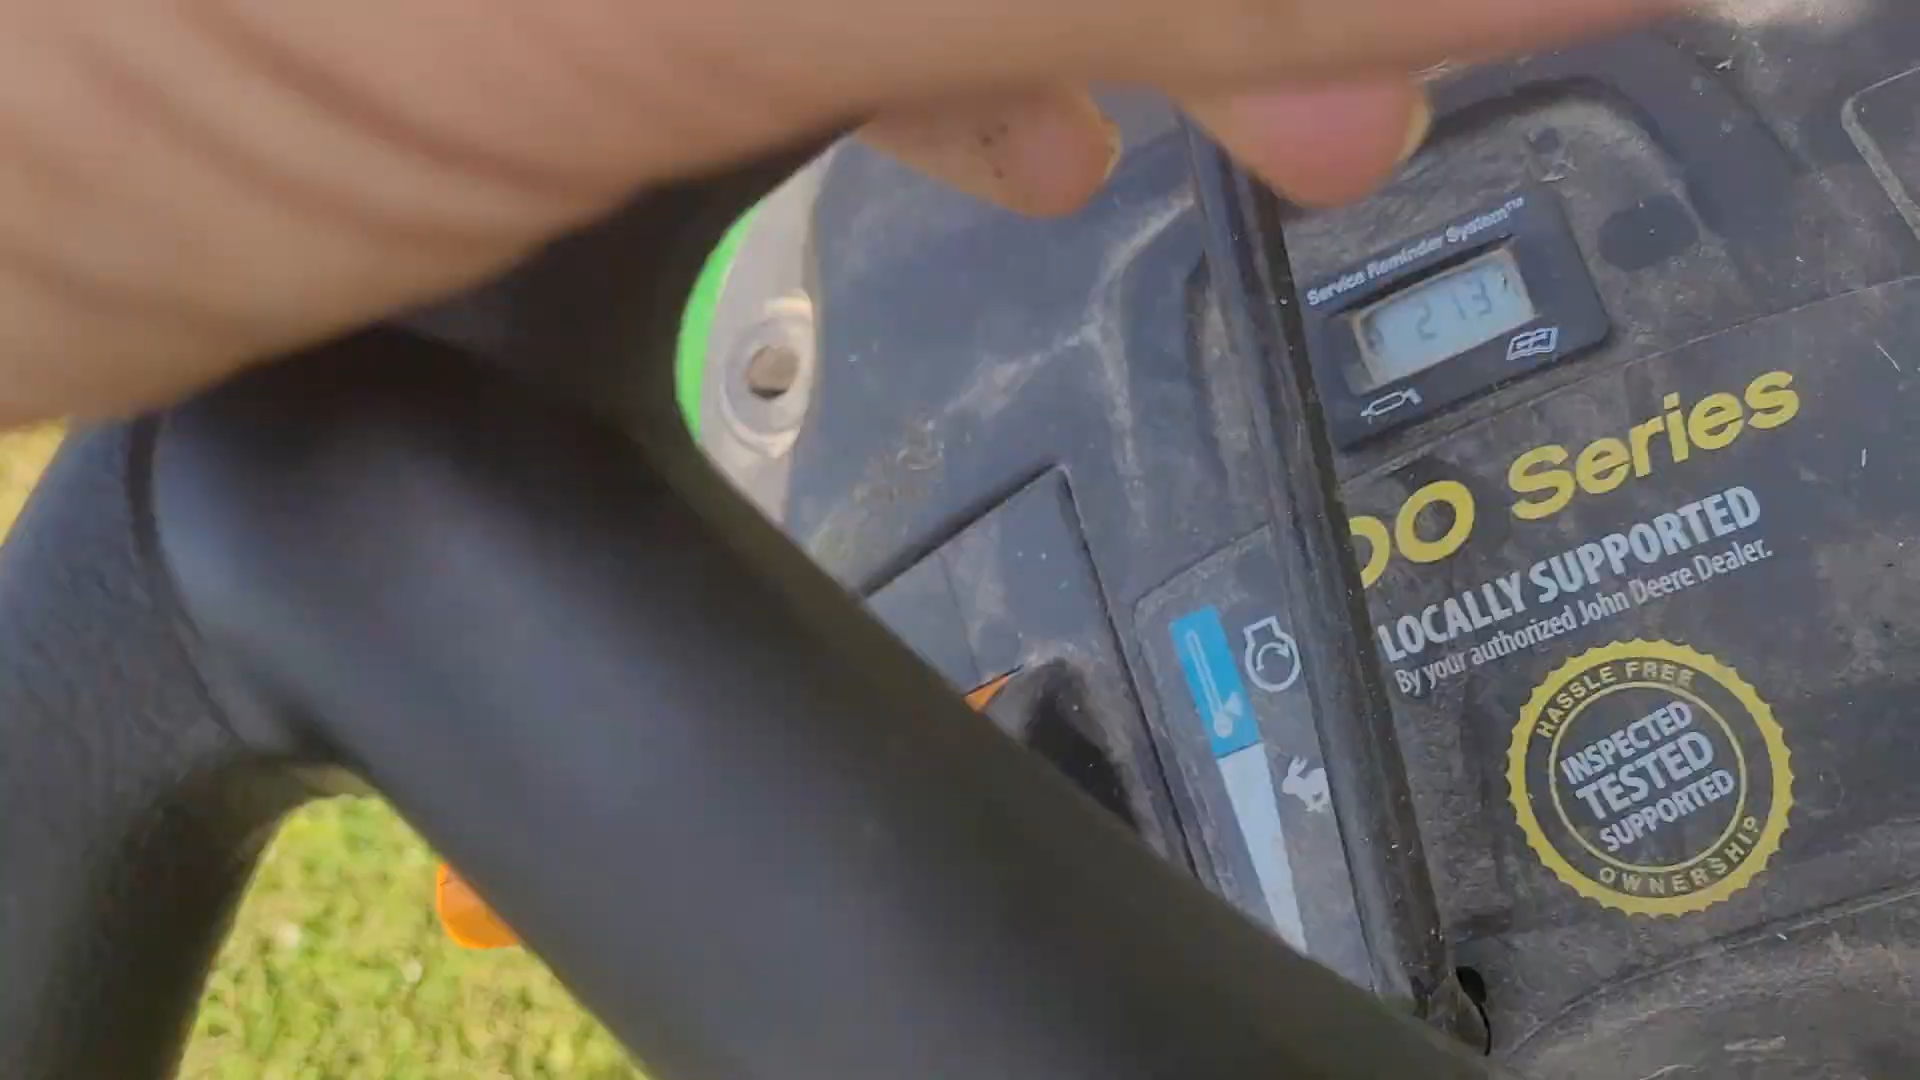 Service Reminder System™
213
00 Series
LOCALLY SUPPORTED
By your authorized John Deere Dealer.
HASSLE FREE
INSPECTED
TESTED
SUPPORTED
OWNERSHIP